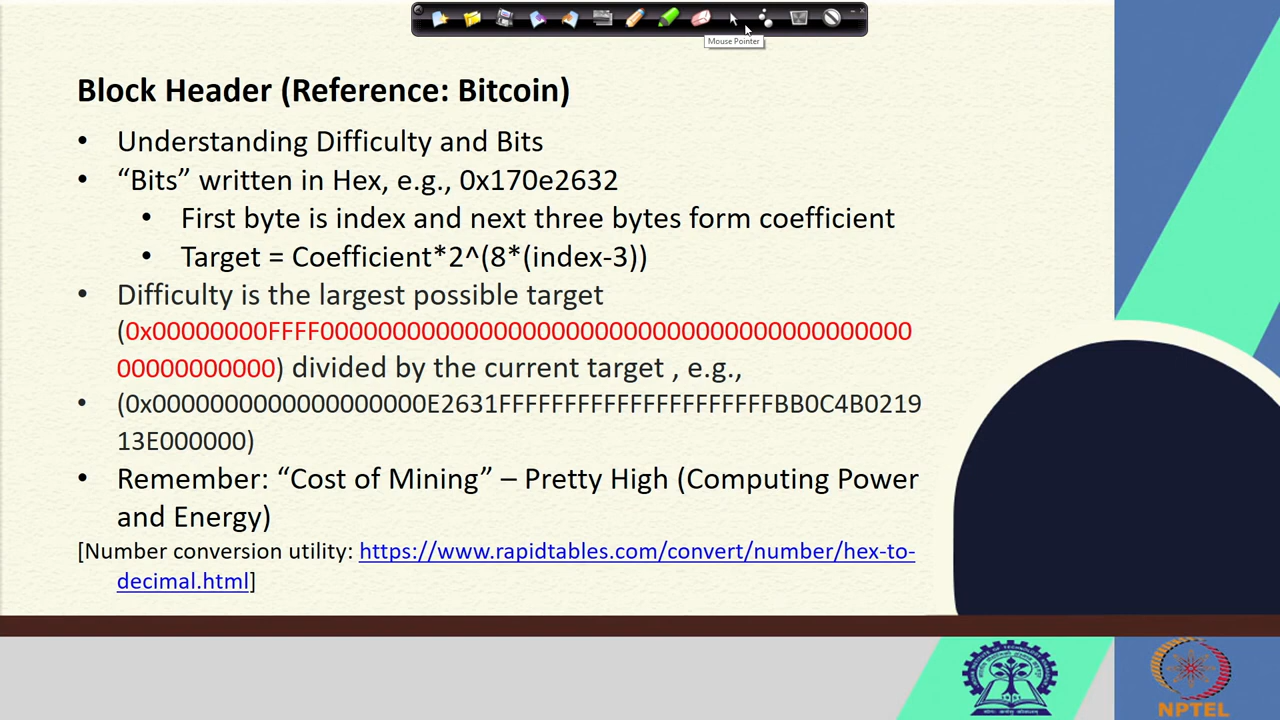 Mouse Pointer
Block Header (Reference: Bitcoin)
• Understanding Difficulty and Bits
• “Bits” written in Hex, e.g., 0x170e2632
• First byte is index and next three bytes form coefficient
• Target = Coefficient*2^(8*(index-3))
• Difficulty is the largest possible target
(0x00000000FFFF000000000000000000000000000000000000000000000
00000000000) divided by the current target , e.g.,
• (0x0000000000000000000E2631FFFFFFFFFFFFFFFFFFFFFBB0C4B0219
13E000000)
• Remember: “Cost of Mining” – Pretty High (Computing Power
and Energy)
[Number conversion utility: https://www.rapidtables.com/convert/number/hex-to-
decimal.html]
NPTEL